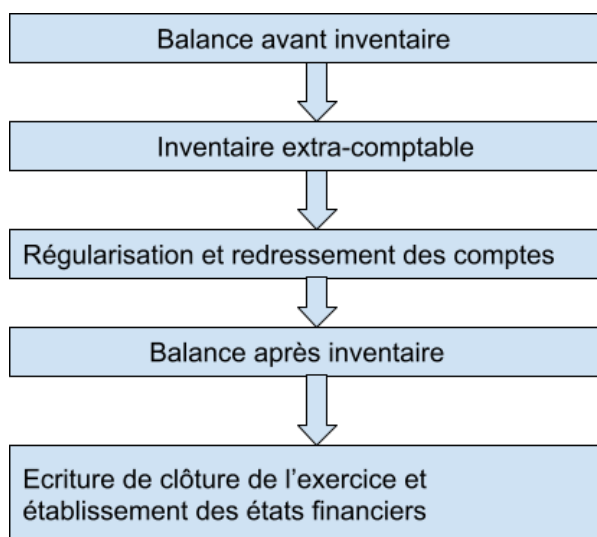 Balance avant inventaire
Inventaire extra-comptable
Régularisation et redressement des comptes
Balance après inventaire
Ecriture de clôture de l’exercice et
établissement des états financiers